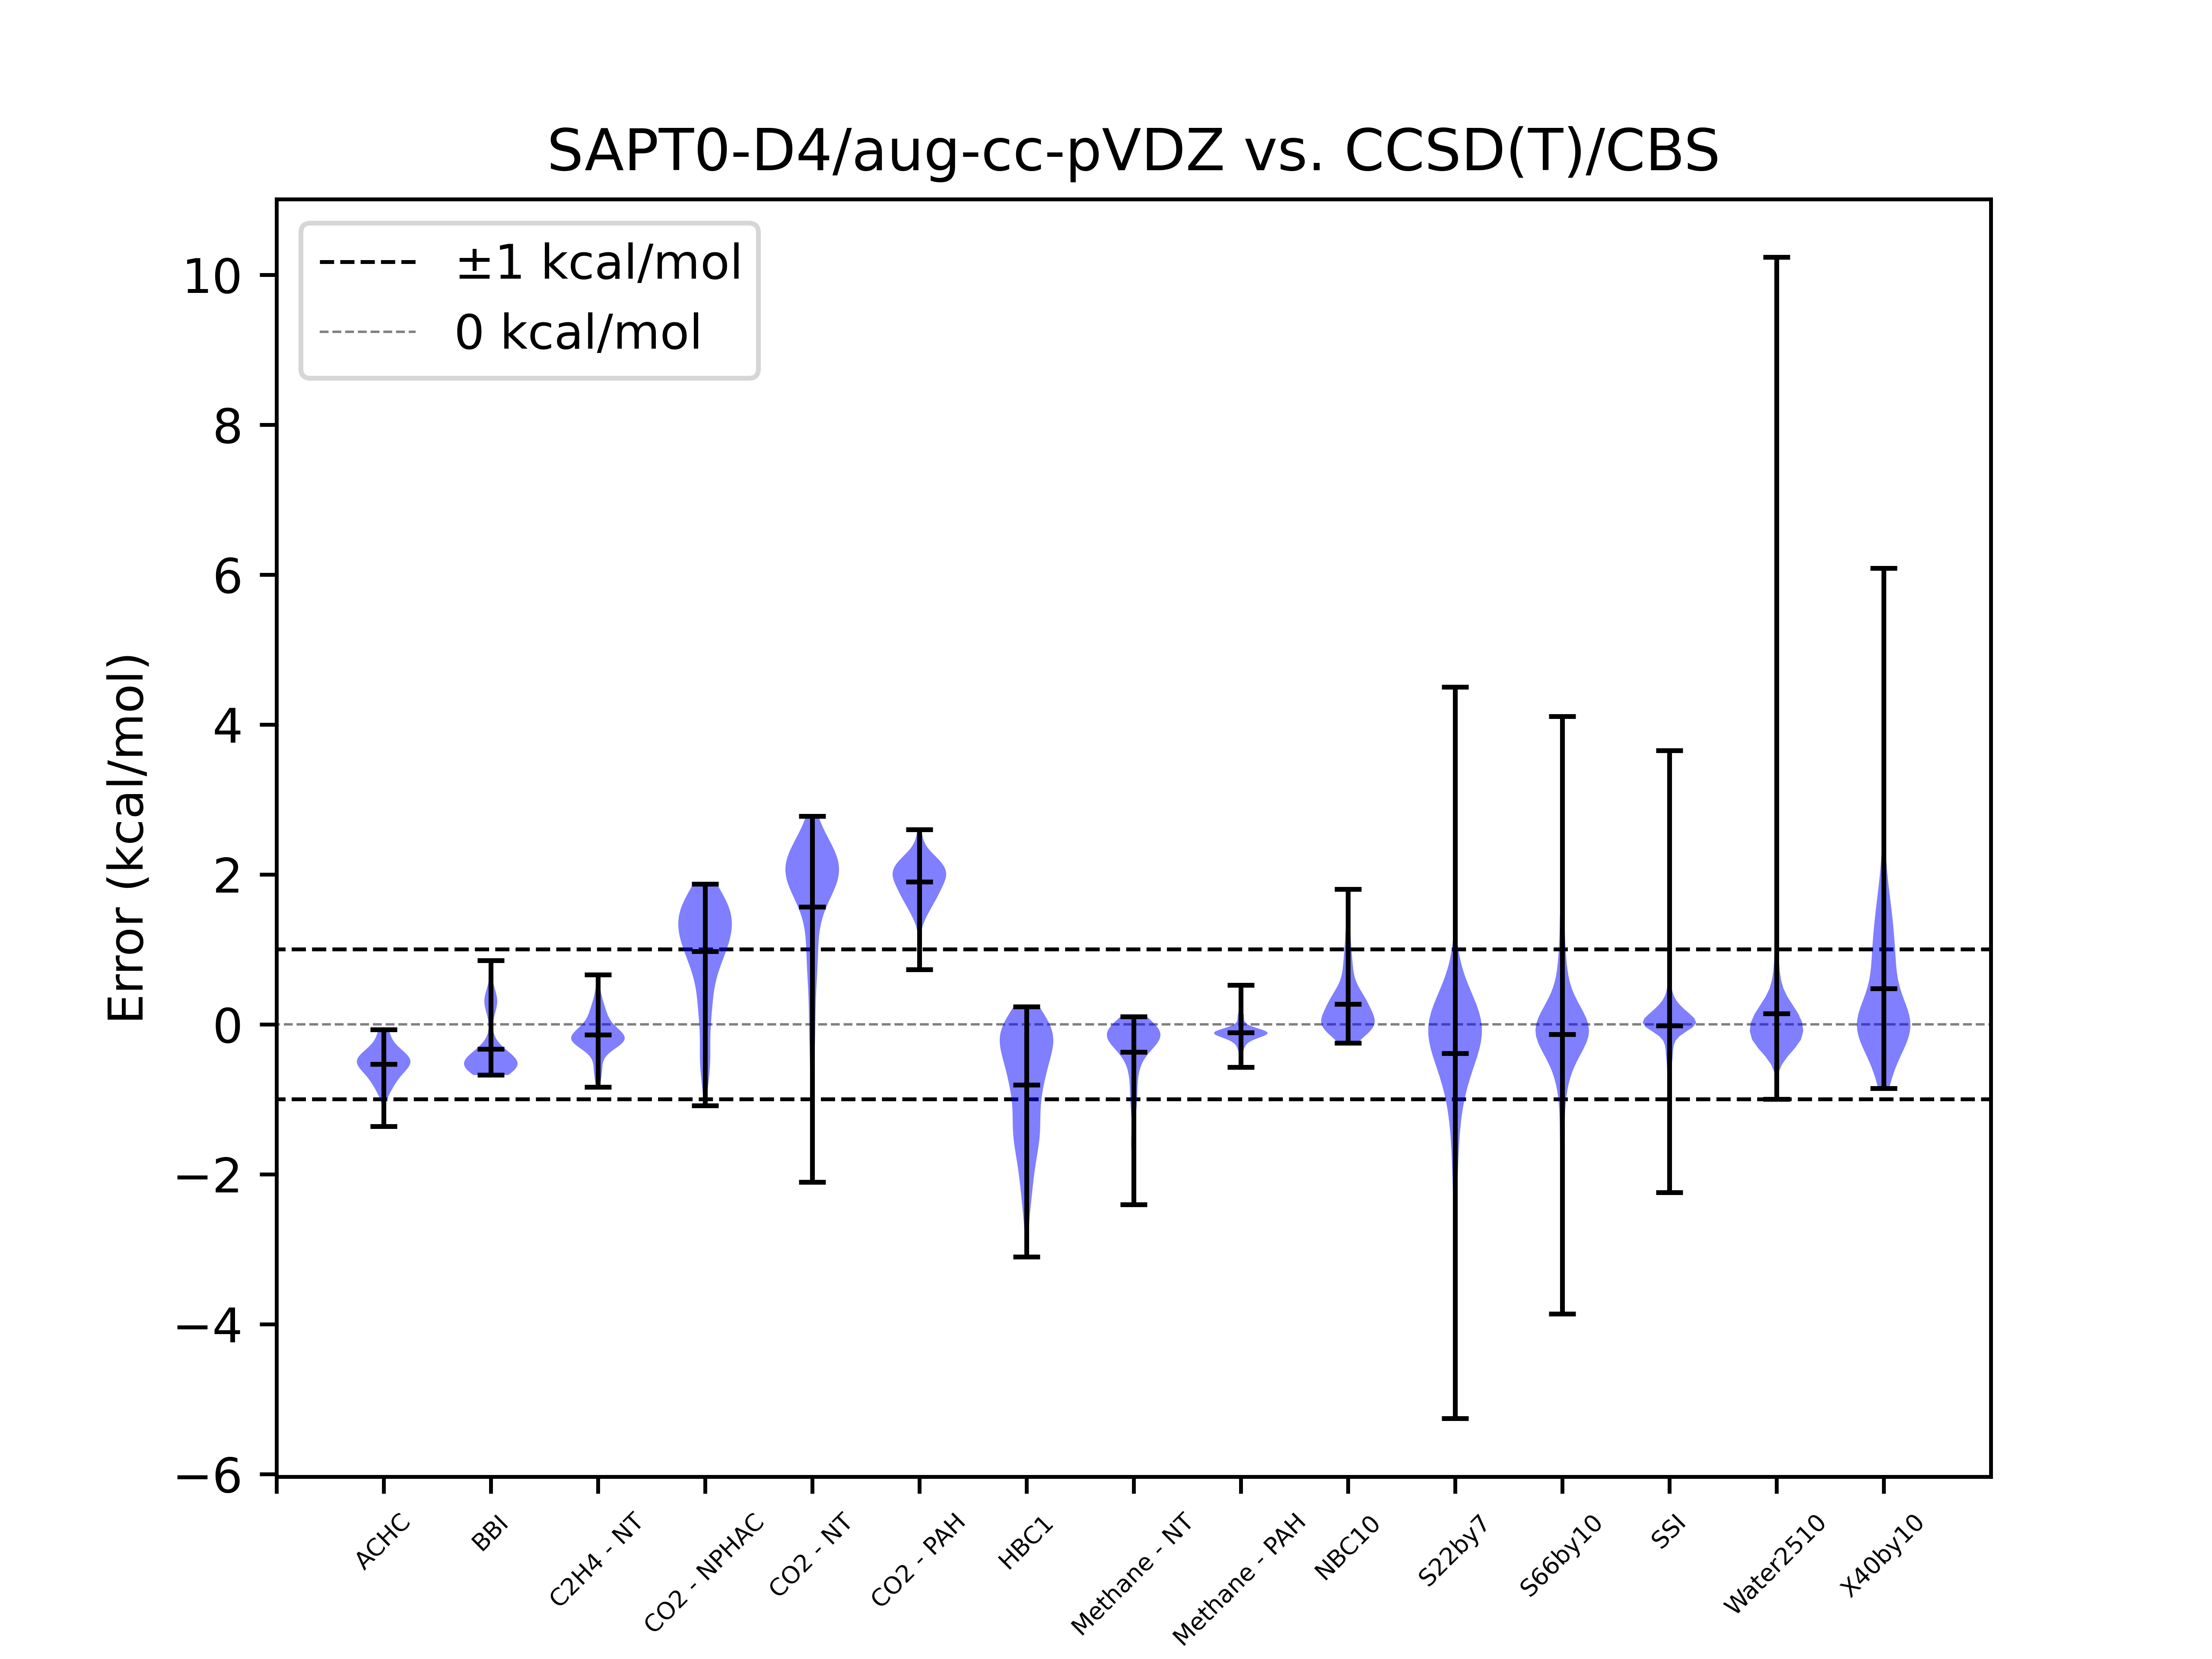 SAPT0-D4/aug-cc-pVDZ vs. CCSD(T)/CBS
±1 kcal/mol
0 kcal/mol
Error (kcal/mol)
10
8
6
4
2
0
−2
−4
−6
ACHC
BBI
C2H4 - NT
CO2 - NPHAC
CO2 - NT
CO2 - PAH
HBC1
Methane - NT
Methane - PAH
NBC10
S22by7
S66by10
SSI
Water2510
X40by10